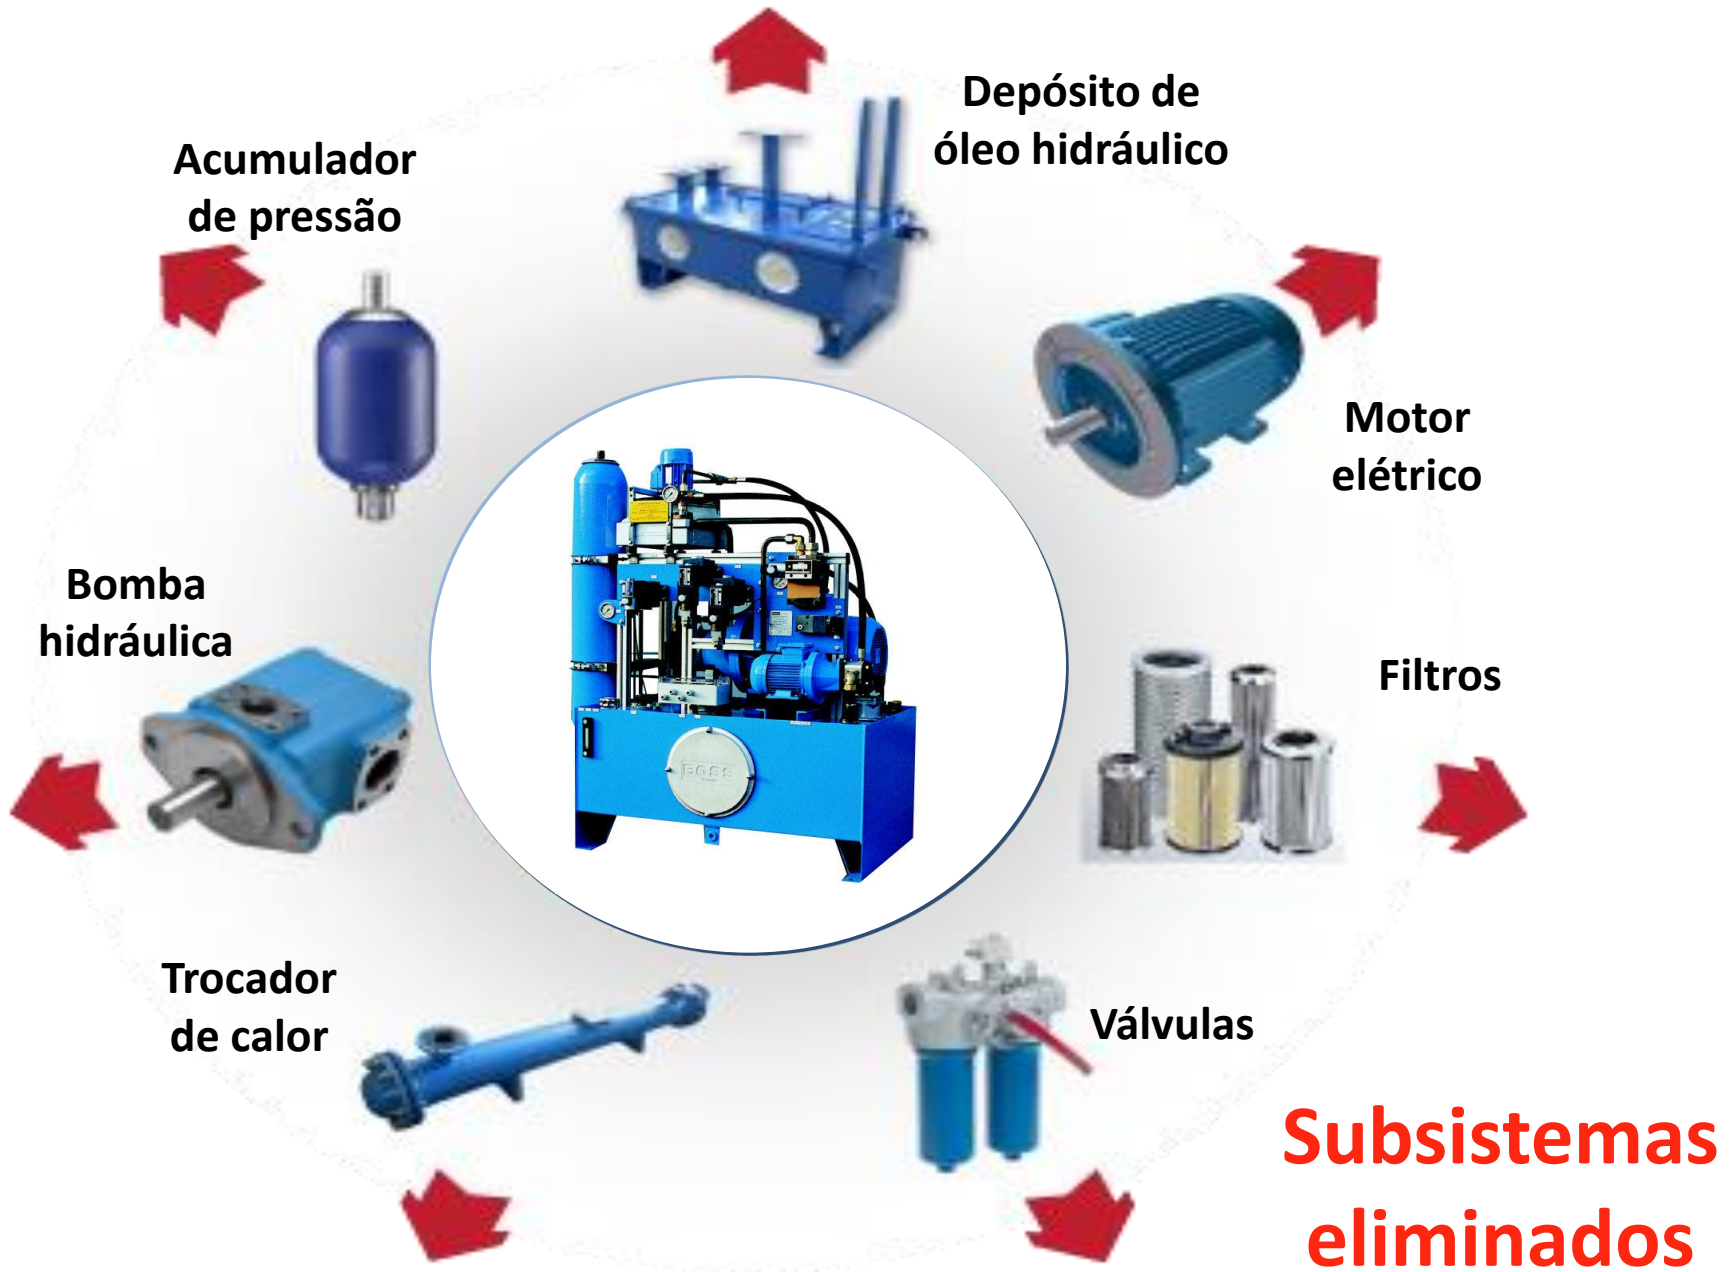 Depósito de
óleo hidráulico
Acumulador
de pressão
Motor
elétrico
Bomba
hidráulica
Filtros
Trocador
de calor
Válvulas
Subsistemas
eliminados